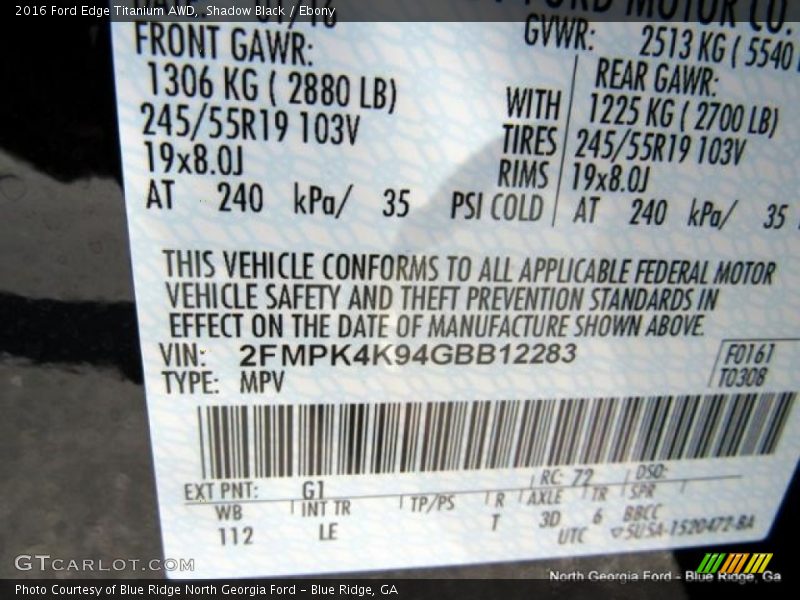 2016 Ford Edge Titanium AWD, Shadow Black / Ebony
FORD MOTOR CO.
FRONT GAWR:
1306 KG ( 2880 LB)
245/55R19 103V
19x8.0J
AT 240 kPa/ 35 PSI COLD
WITH
TIRES
RIMS
GVWR: 2513 KG ( 5540
REAR GAWR:
1225 KG ( 2700 LB)
245/55R19 103V
19x8.0J
AT 240 kPa/ 35
THIS VEHICLE CONFORMS TO ALL APPLICABLE FEDERAL MOTOR
VEHICLE SAFETY AND THEFT PREVENTION STANDARDS IN
EFFECT ON THE DATE OF MANUFACTURE SHOWN ABOVE.
VIN: 2FMPK4K94GBB12283
TYPE: MPV
F0161
T0308
EXT PNT: G1 RC: 72 DSO:
WB INT TR TP/PS R AXLE TR SPR
112 LE T 3D 6 BBCC
UTC 5USA-1520472-BA
GTCARLOT.COM
North Georgia Ford - Blue Ridge, Ga
Photo Courtesy of Blue Ridge North Georgia Ford - Blue Ridge, GA